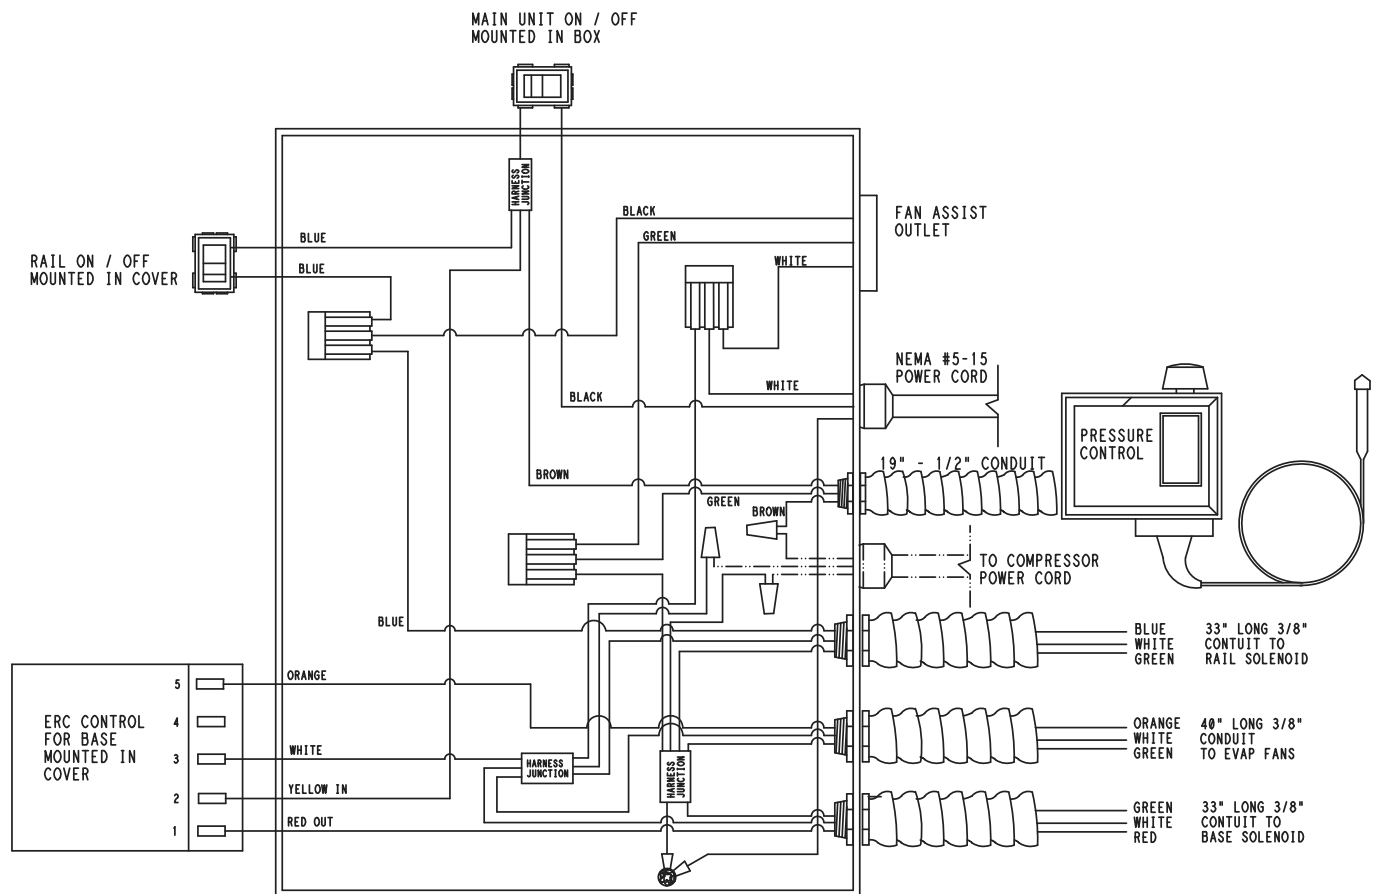 MAIN UNIT ON / OFF
MOUNTED IN BOX
HARNESS
JUNCTION
BLACK
FAN ASSIST
OUTLET
BLUE
GREEN
RAIL ON / OFF
MOUNTED IN COVER
BLUE
WHITE
NEMA #5-15
POWER CORD
WHITE
BLACK
PRESSURE
CONTROL
19" - 1/2" CONDUIT
BROWN
GREEN
BROWN
TO COMPRESSOR
POWER CORD
BLUE
BLUE
WHITE
GREEN
33" LONG 3/8"
CONTUIT TO
RAIL SOLENOID
ERC CONTROL
FOR BASE
MOUNTED IN
COVER
5
4
3
2
1
ORANGE
WHITE
YELLOW IN
RED OUT
HARNESS
JUNCTION
HARNESS
JUNCTION
ORANGE
WHITE
GREEN
40" LONG 3/8"
CONDUIT
TO EVAP FANS
GREEN
WHITE
RED
33" LONG 3/8"
CONTUIT TO
BASE SOLENOID